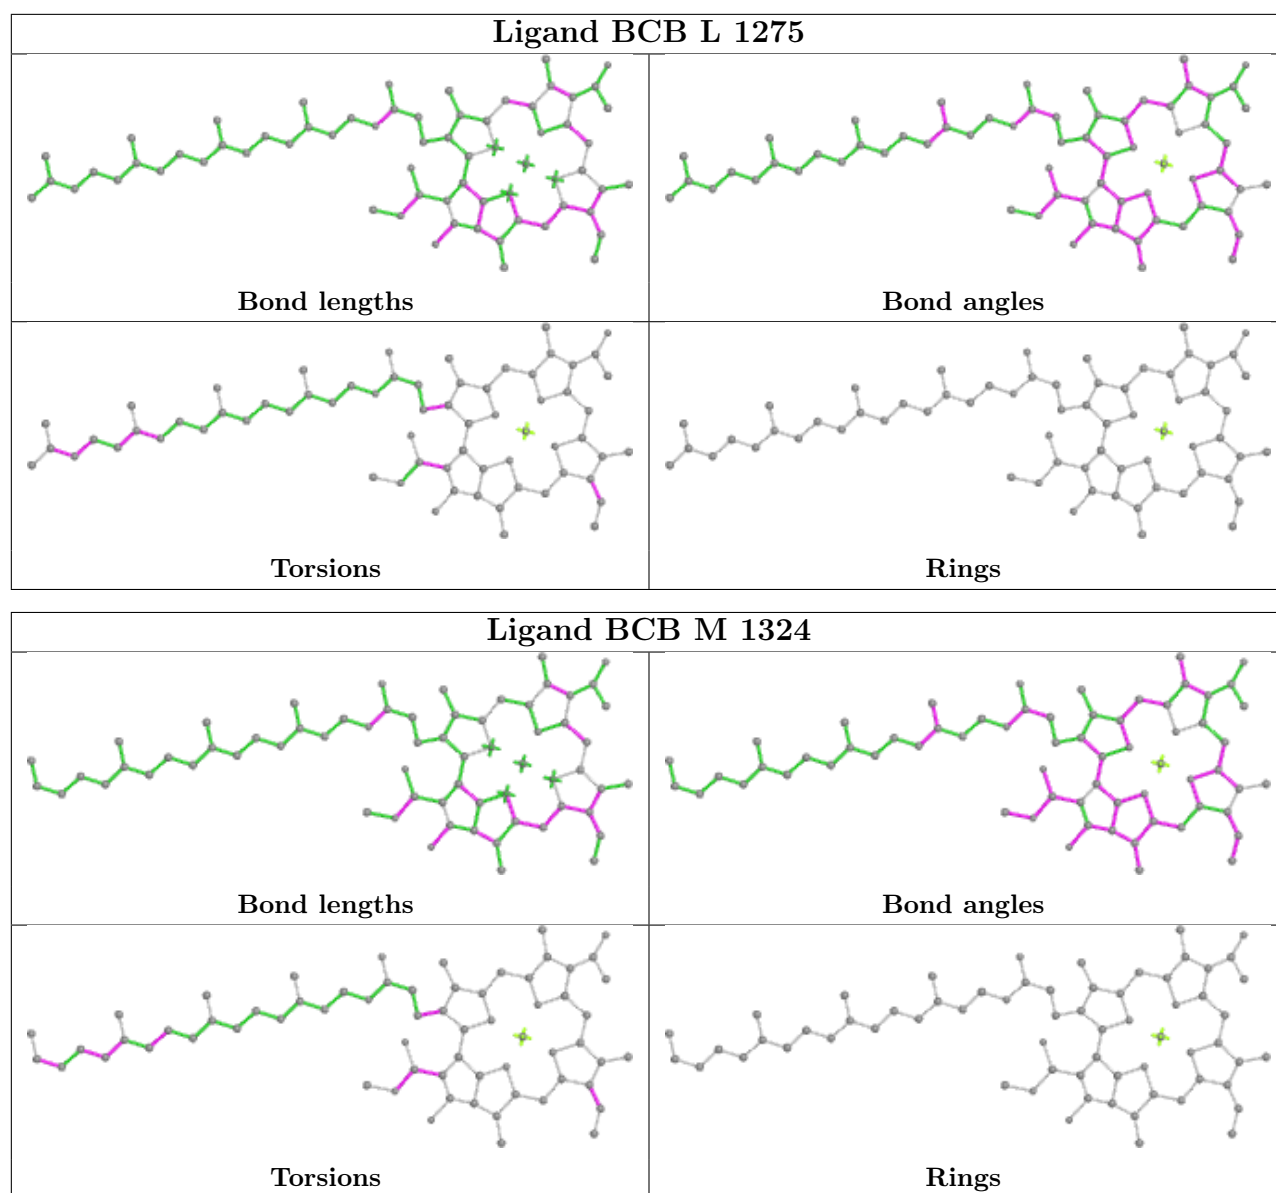 Ligand BCB L 1275
Bond lengths
Bond angles
Torsions
Rings
Ligand BCB M 1324
Bond lengths
Bond angles
Torsions
Rings